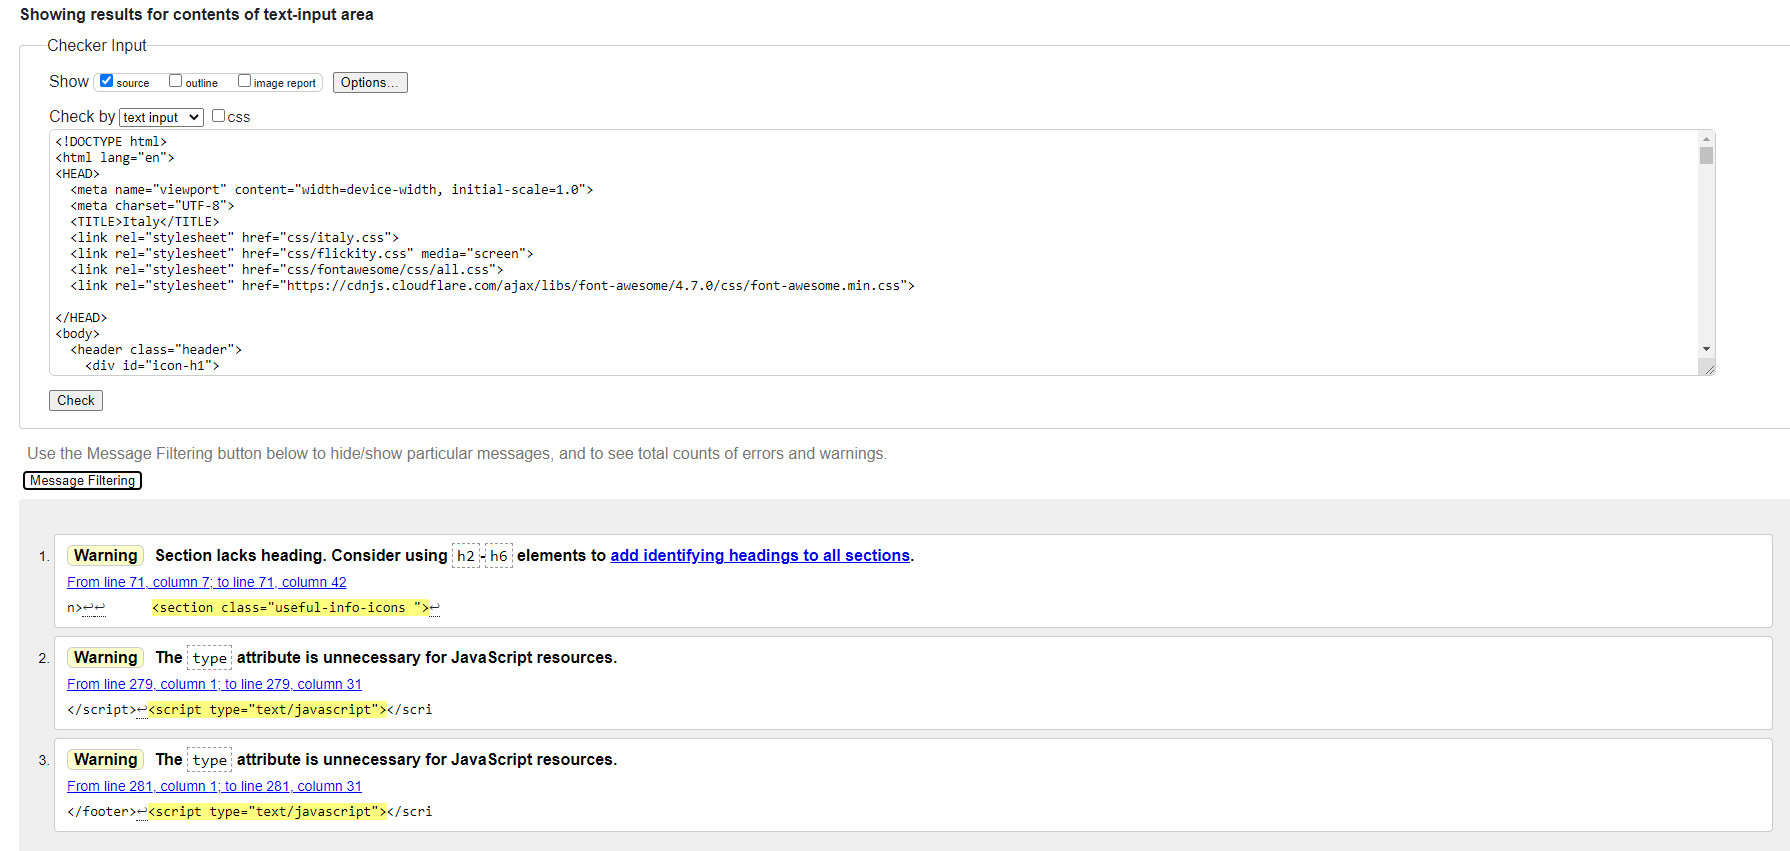 Showing results for contents of text-input area
Checker Input
Show source outline image report Options...
Check by text input css
<!DOCTYPE html>
<html lang="en">
<HEAD>
  <meta name="viewport" content="width=device-width, initial-scale=1.0">
  <meta charset="UTF-8">
  <TITLE>Italy</TITLE>
  <link rel="stylesheet" href="css/italy.css">
  <link rel="stylesheet" href="css/flickity.css" media="screen">
  <link rel="stylesheet" href="css/fontawesome/css/all.css">
  <link rel="stylesheet" href="https://cdnjs.cloudflare.com/ajax/libs/font-awesome/4.7.0/css/font-awesome.min.css">
</HEAD>
<body>
  <header class="header">
    <div id="icon-h1">
Check
Use the Message Filtering button below to hide/show particular messages, and to see total counts of errors and warnings.
Message Filtering
1. Warning Section lacks heading. Consider using h2-h6 elements to add identifying headings to all sections.
From line 71, column 7; to line 71, column 42
n>↩↩      <section class="useful-info-icons ">↩
2. Warning The type attribute is unnecessary for JavaScript resources.
From line 279, column 1; to line 279, column 31
</script>↩<script type="text/javascript"></scri
3. Warning The type attribute is unnecessary for JavaScript resources.
From line 281, column 1; to line 281, column 31
</footer>↩<script type="text/javascript"></scri